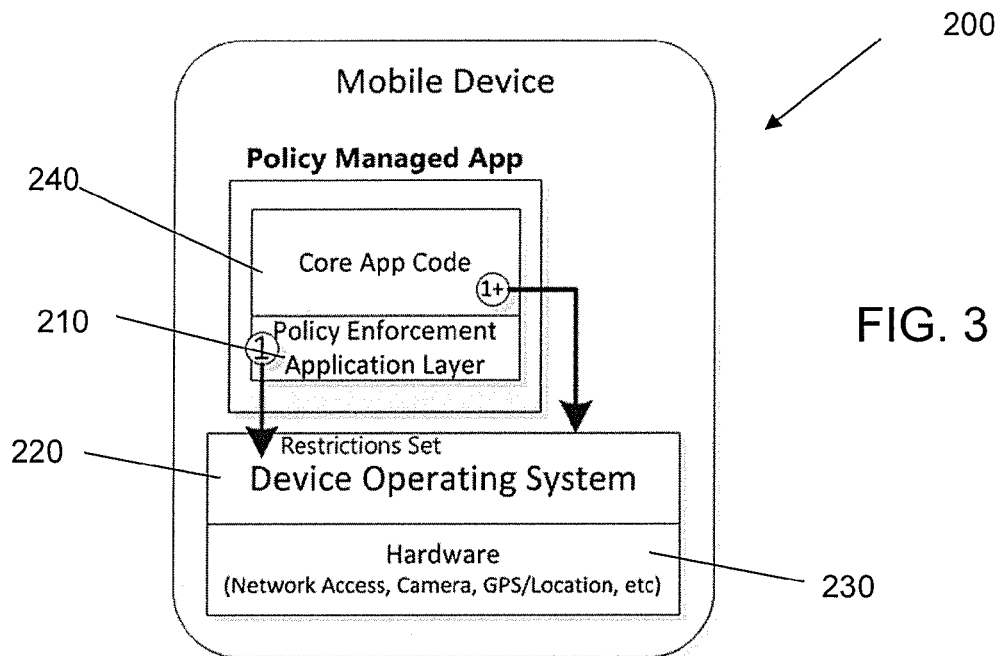 200
Mobile Device
Policy Managed App
240
Core App Code
1+
210
1
Policy Enforcement
Application Layer
FIG. 3
220
Restrictions Set
Device Operating System
Hardware
(Network Access, Camera, GPS/Location, etc)
230